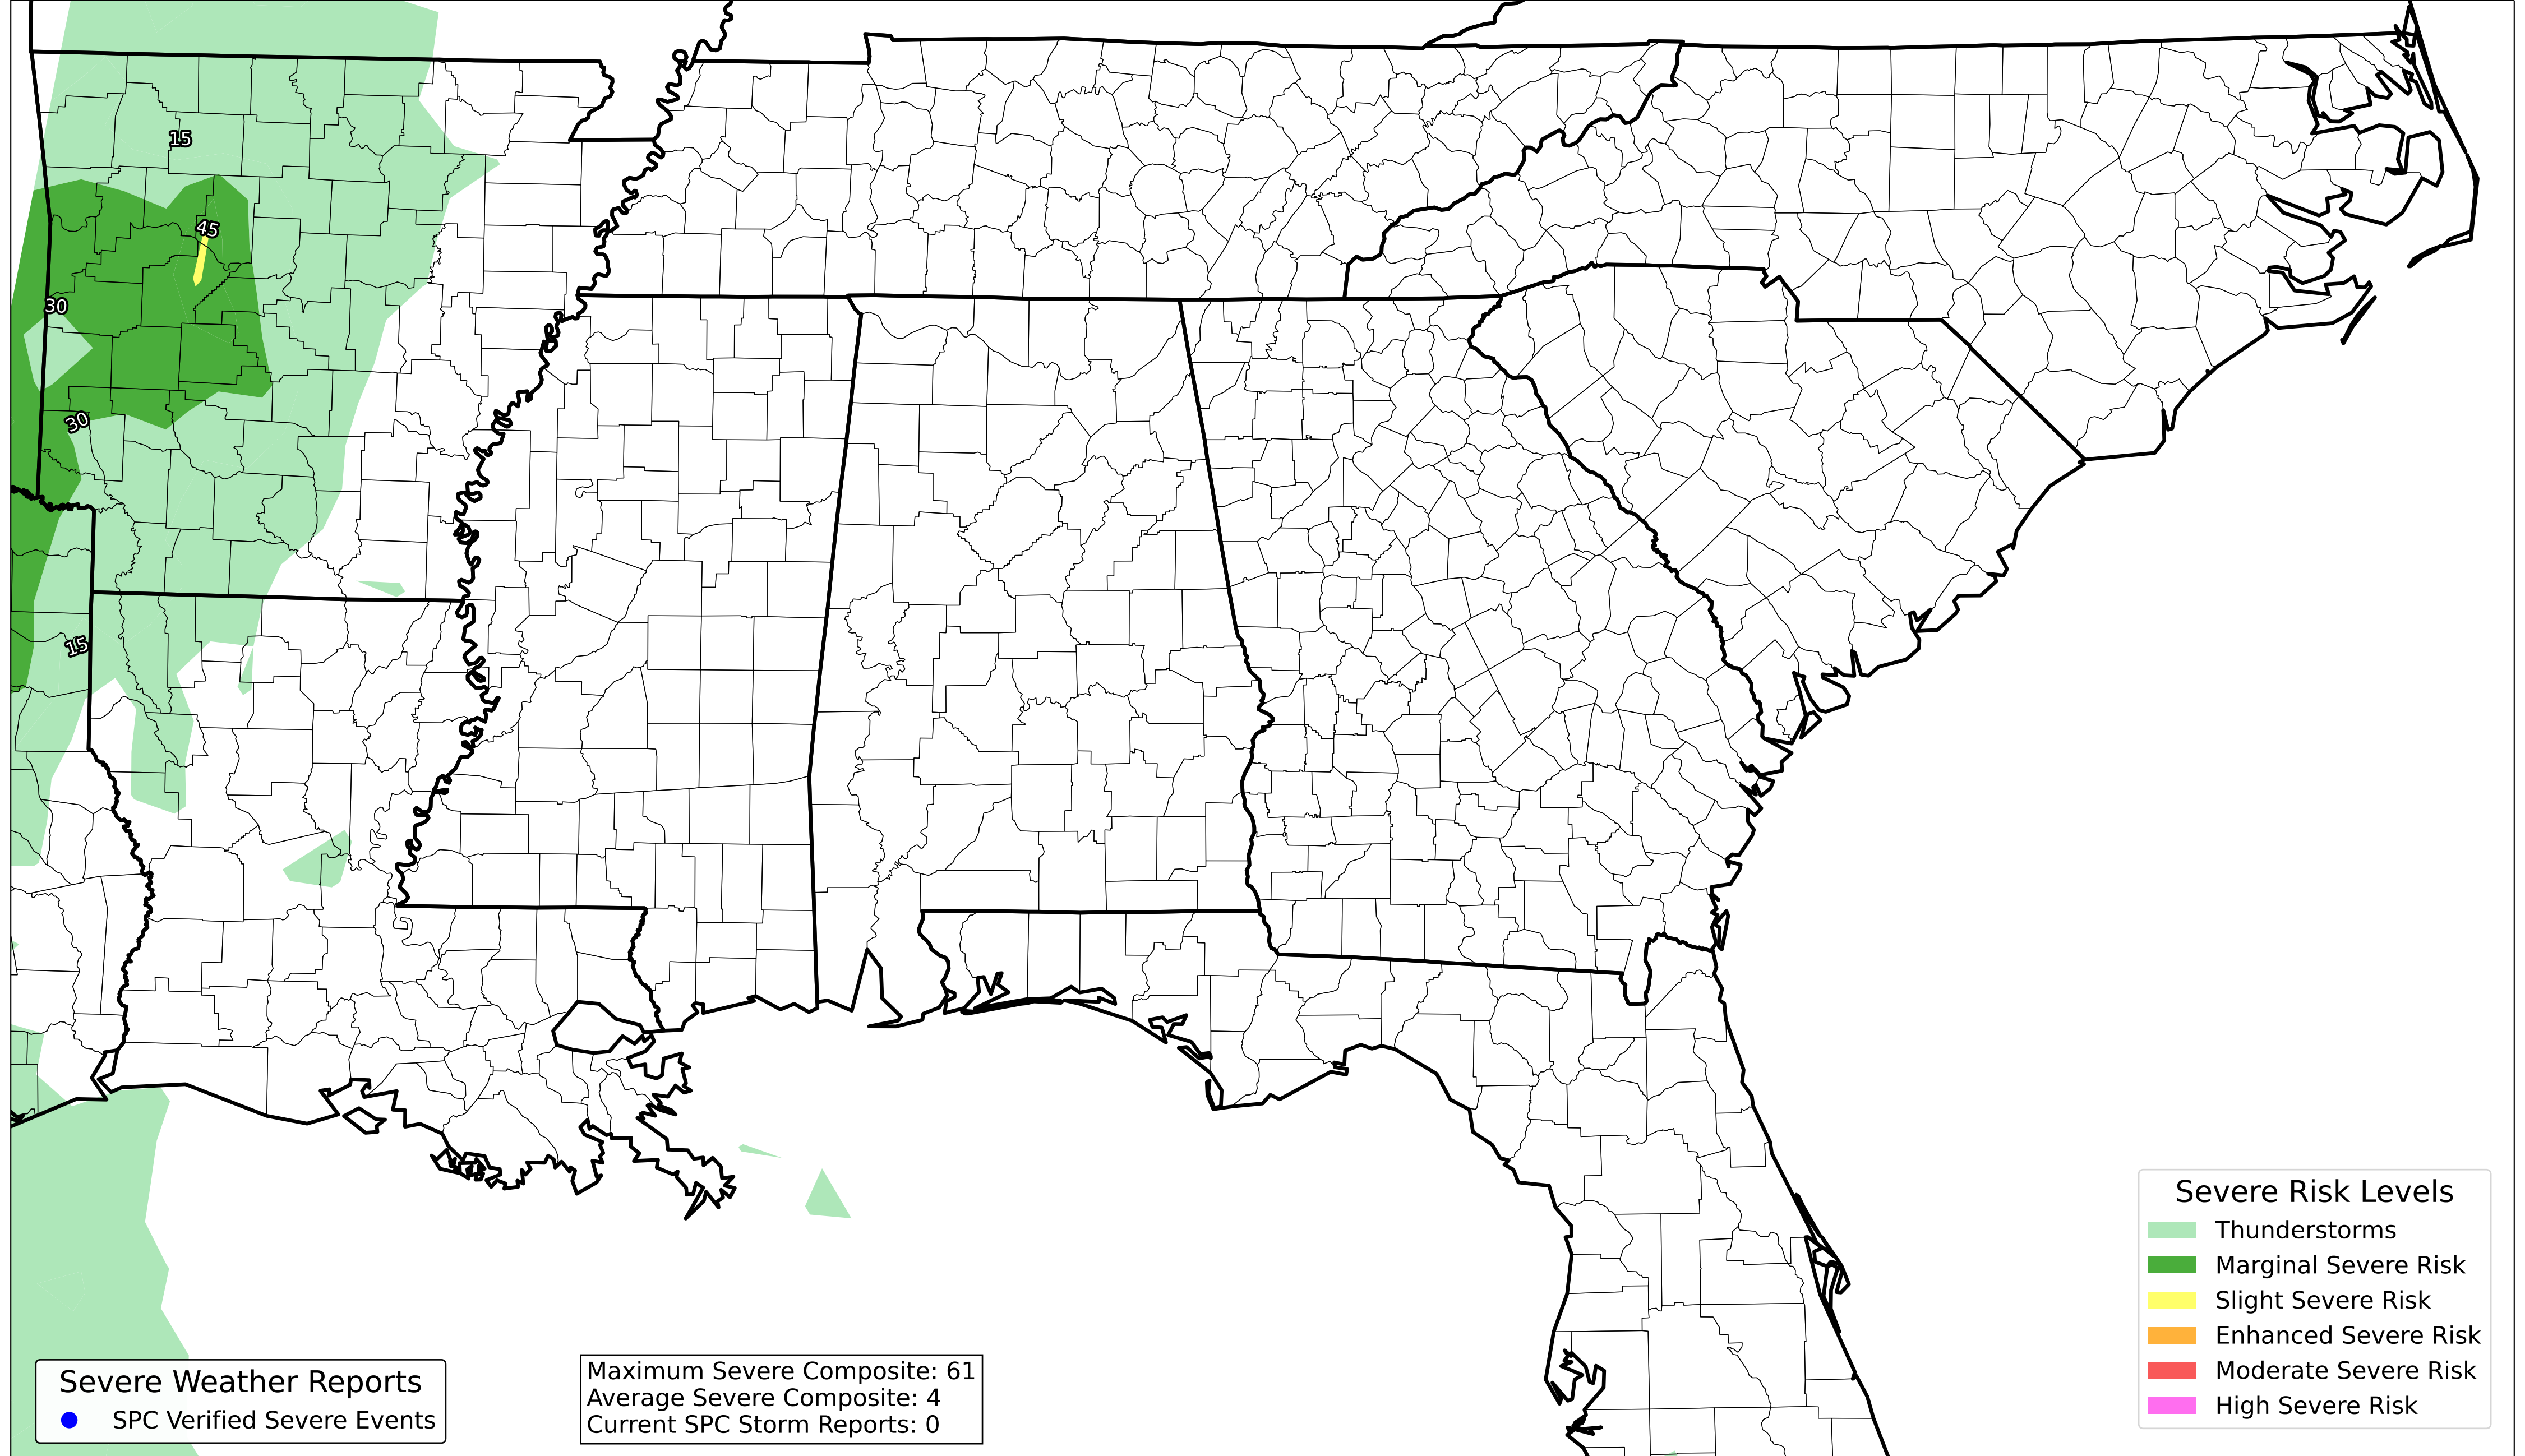 15
45
30
30
15
Severe Risk Levels
Thunderstorms
Marginal Severe Risk
Slight Severe Risk
Enhanced Severe Risk
Moderate Severe Risk
High Severe Risk
Severe Weather Reports
SPC Verified Severe Events
Maximum Severe Composite: 61
Average Severe Composite: 4
Current SPC Storm Reports: 0